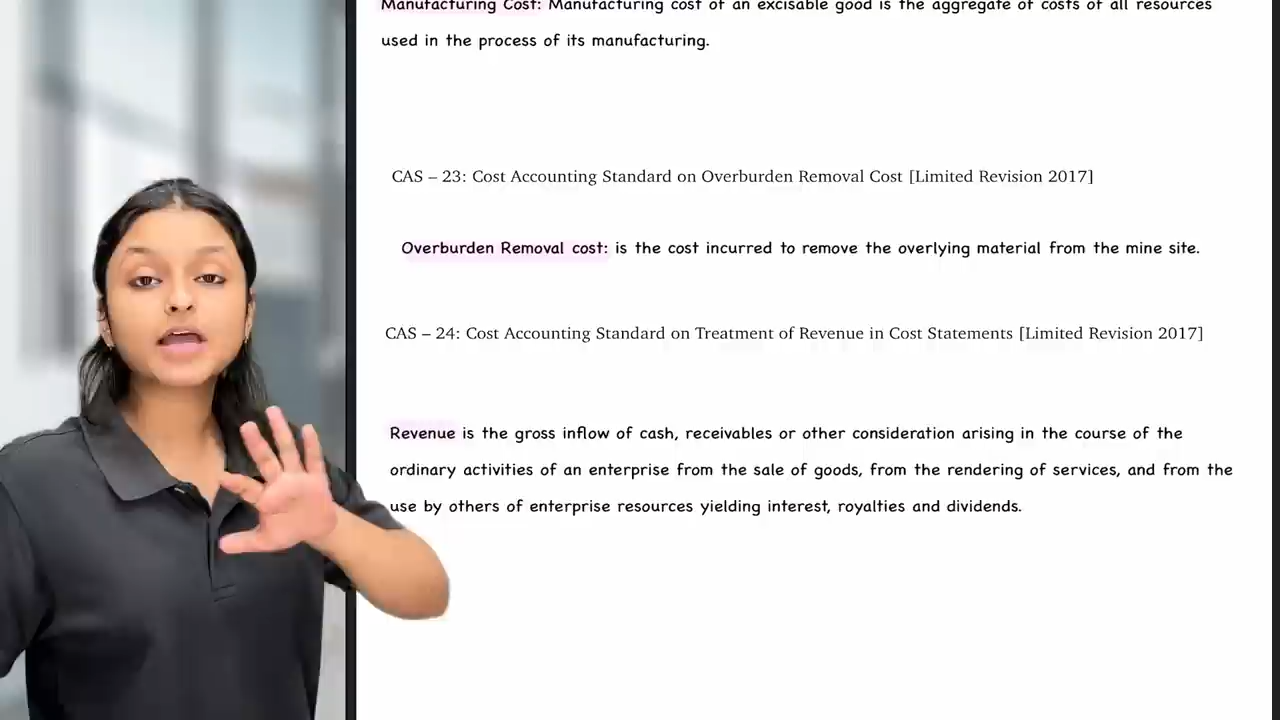 Manufacturing Cost: Manufacturing cost of an excisable good is the aggregate of costs of all resources
used in the process of its manufacturing.
CAS – 23: Cost Accounting Standard on Overburden Removal Cost [Limited Revision 2017]
Overburden Removal cost: is the cost incurred to remove the overlying material from the mine site.
CAS – 24: Cost Accounting Standard on Treatment of Revenue in Cost Statements [Limited Revision 2017]
Revenue is the gross inflow of cash, receivables or other consideration arising in the course of the
ordinary activities of an enterprise from the sale of goods, from the rendering of services, and from the
use by others of enterprise resources yielding interest, royalties and dividends.